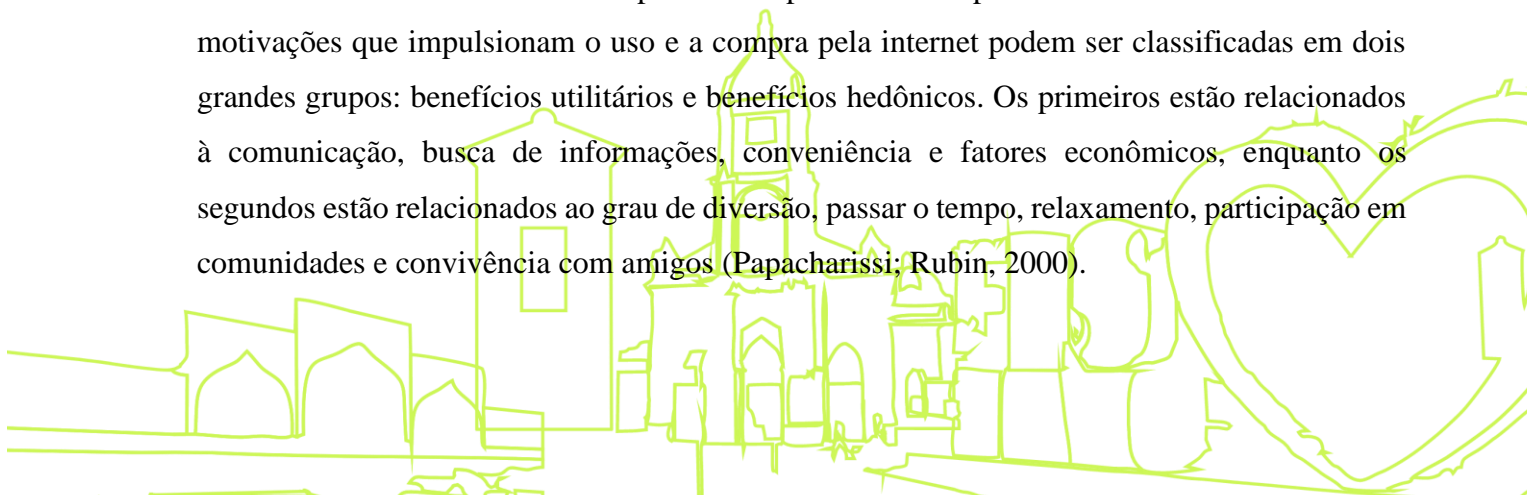 motivações que impulsionam o uso e a compra pela internet podem ser classificadas em dois
grandes grupos: benefícios utilitários e benefícios hedônicos. Os primeiros estão relacionados
à comunicação, busca de informações, conveniência e fatores econômicos, enquanto os
segundos estão relacionados ao grau de diversão, passar o tempo, relaxamento, participação em
comunidades e convivência com amigos (Papacharissi; Rubin, 2000).